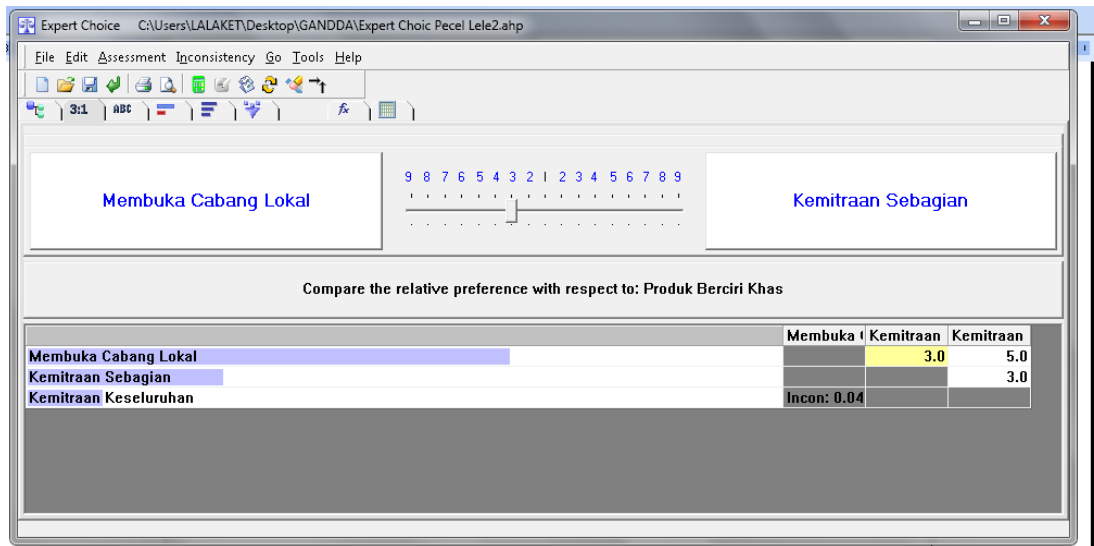 Expert Choice C:\Users\LALAKET\Desktop\GANDDA\Expert Choic Pecel Lele2.ahp
File Edit Assessment Inconsistency Go Tools Help
3:1 ABC fx
9 8 7 6 5 4 3 2 1 2 3 4 5 6 7 8 9
Membuka Cabang Lokal Kemitraan Sebagian
Compare the relative preference with respect to: Produk Berciri Khas
Membuka Kemitraan Kemitraan
Membuka Cabang Lokal 3.0 5.0
Kemitraan Sebagian 3.0
Kemitraan Keseluruhan Incon: 0.04